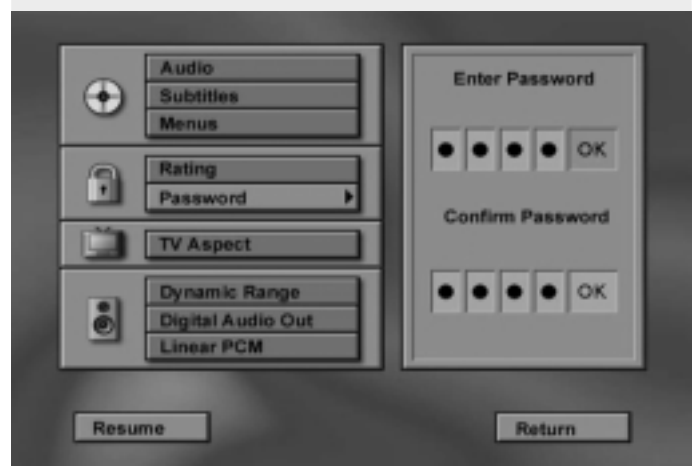 Audio
Subtitles
Menus
Rating
Password
TV Aspect
Dynamic Range
Digital Audio Out
Linear PCM
Enter Password
OK
Confirm Password
OK
Resume
Return